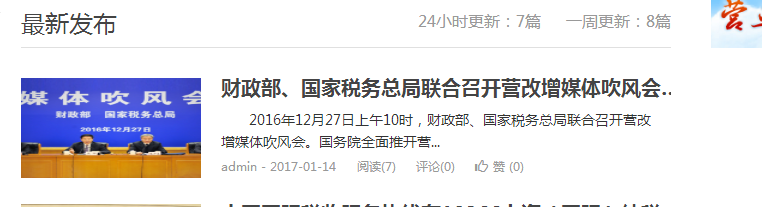 最新发布
24小时更新：7篇 一周更新：8篇
营业
媒体吹风会
财政部 国家税务总局
2016年12月27日
财政部、国家税务总局联合召开营改增媒体吹风会..
2016年12月27日上午10时，财政部、国家税务总局联合召开营改
增媒体吹风会。国务院全面推开营...
admin - 2017-01-14 阅读(7) 评论(0) 赞 (0)